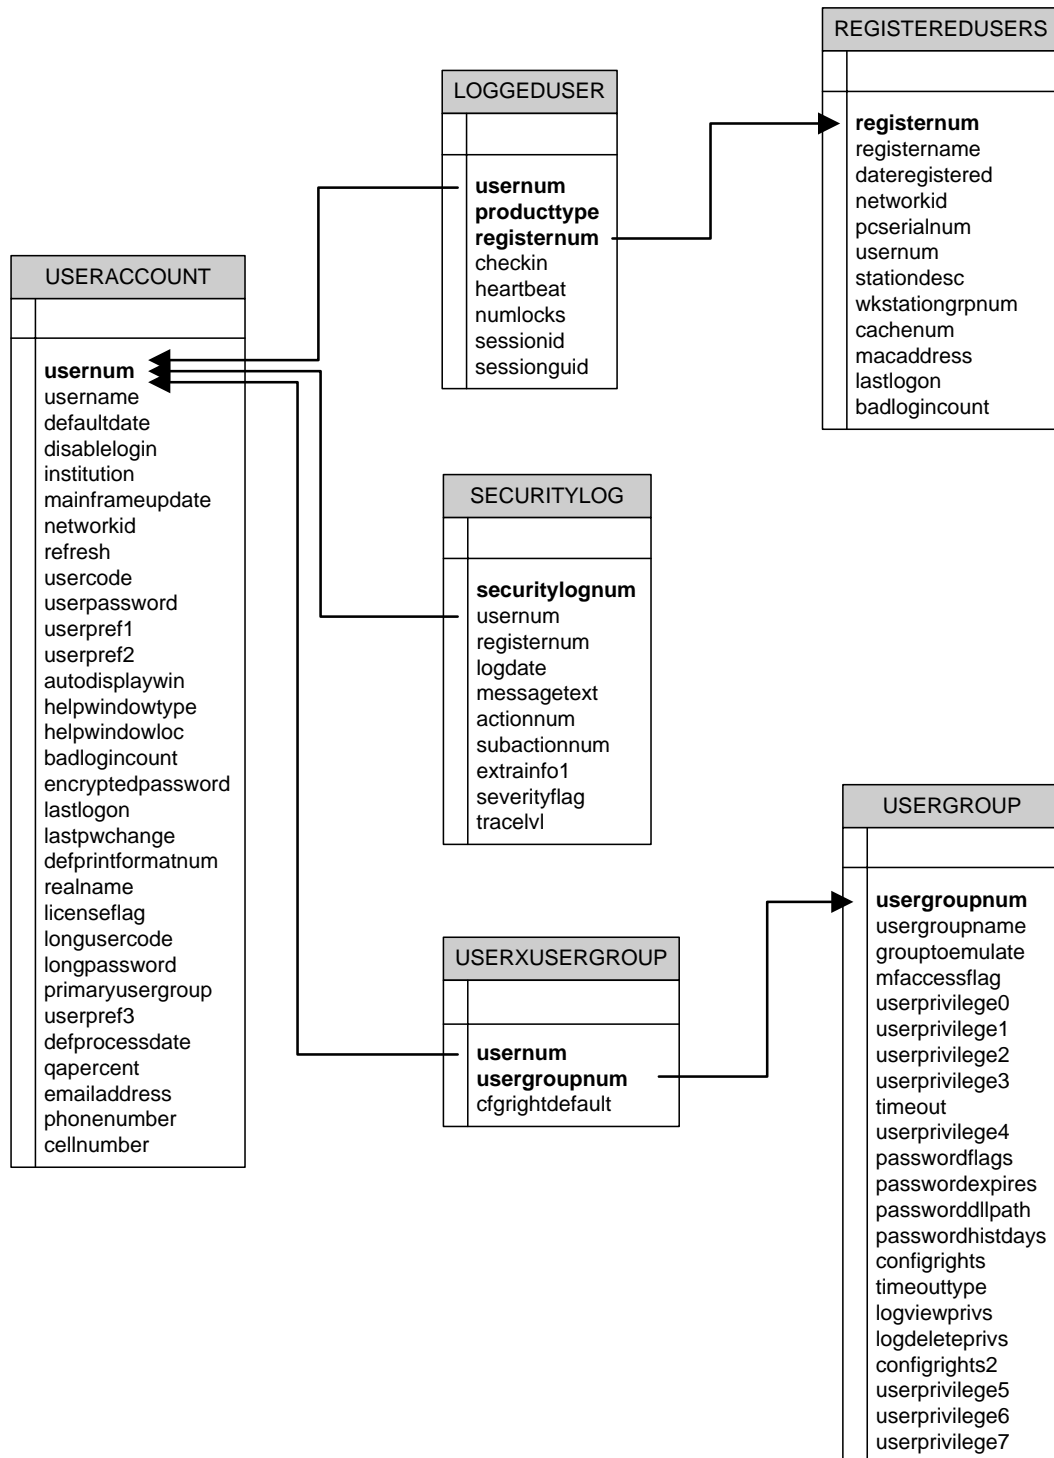 REGISTEREDUSERS
registernum
registername
dateregistered
networkid
pcserialnum
usernum
stationdesc
wkstationgrpnum
cachenum
macaddress
lastlogon
badlogincount
LOGGEDUSER
usernum
producttype
registernum
checkin
heartbeat
numlocks
sessionid
sessionguid
USERACCOUNT
usernum
username
defaultdate
disablelogin
institution
mainframeupdate
networkid
refresh
usercode
userpassword
userpref1
userpref2
autodisplaywin
helpwindowtype
helpwindowloc
badlogincount
encryptedpassword
lastlogon
lastpwchange
defprintformatnum
realname
licenseflag
longusercode
longpassword
primaryusergroup
userpref3
defprocessdate
qapercent
emailaddress
phonenumber
cellnumber
SECURITYLOG
securitylognum
usernum
registernum
logdate
messagetext
actionnum
subactionnum
extrainfo1
severityflag
tracelvl
USERXUSERGROUP
usernum
usergroupnum
cfgrightdefault
USERGROUP
usergroupnum
usergroupname
grouptoemulate
mfaccessflag
userprivilege0
userprivilege1
userprivilege2
userprivilege3
timeout
userprivilege4
passwordflags
passwordexpires
passworddllpath
passwordhistdays
configrights
timeouttype
logviewprivs
logdeleteprivs
configrights2
userprivilege5
userprivilege6
userprivilege7